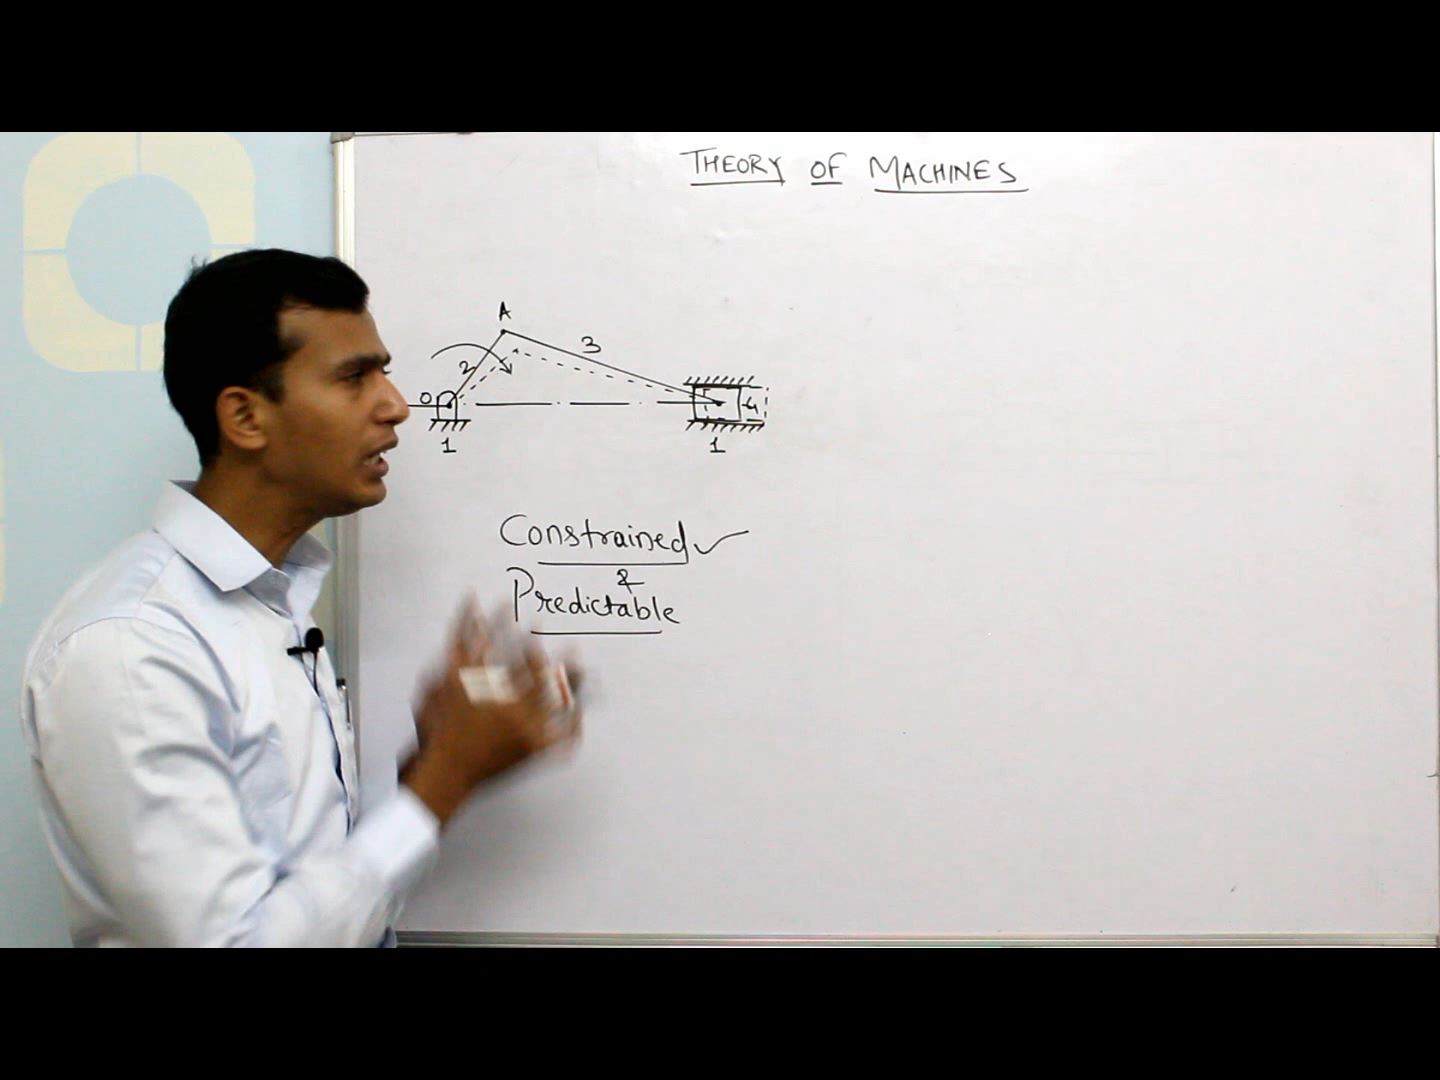 THEORY OF MACHINES
A
3
2
O
4
1
1
Constrained ✓
&
Predictable